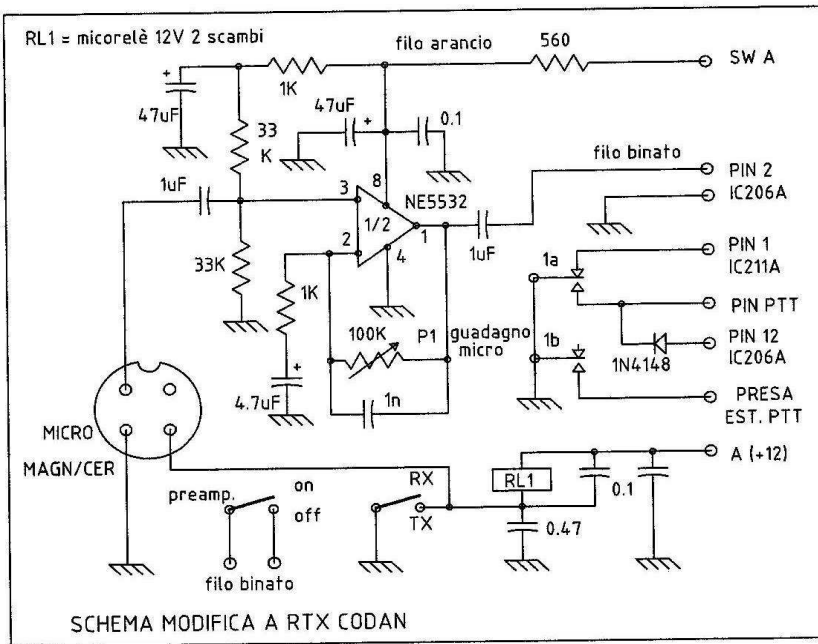 RL1 = micorelè 12V 2 scambi
filo arancio
560
SW A
1K
47uF
+
33
K
47uF
+
0.1
filo binato
PIN 2
IC206A
1uF
3
8
NE5532
1/2
2
4
1
1uF
33K
1K
1a
PIN 1
IC211A
PIN PTT
100K
P1
guadagno
micro
1b
1N4148
PIN 12
IC206A
+
4.7uF
1n
PRESA
EST. PTT
MICRO
MAGN/CER
A (+12)
preamp.
on
off
RX
TX
RL1
0.1
0.47
filo binato
SCHEMA MODIFICA A RTX CODAN